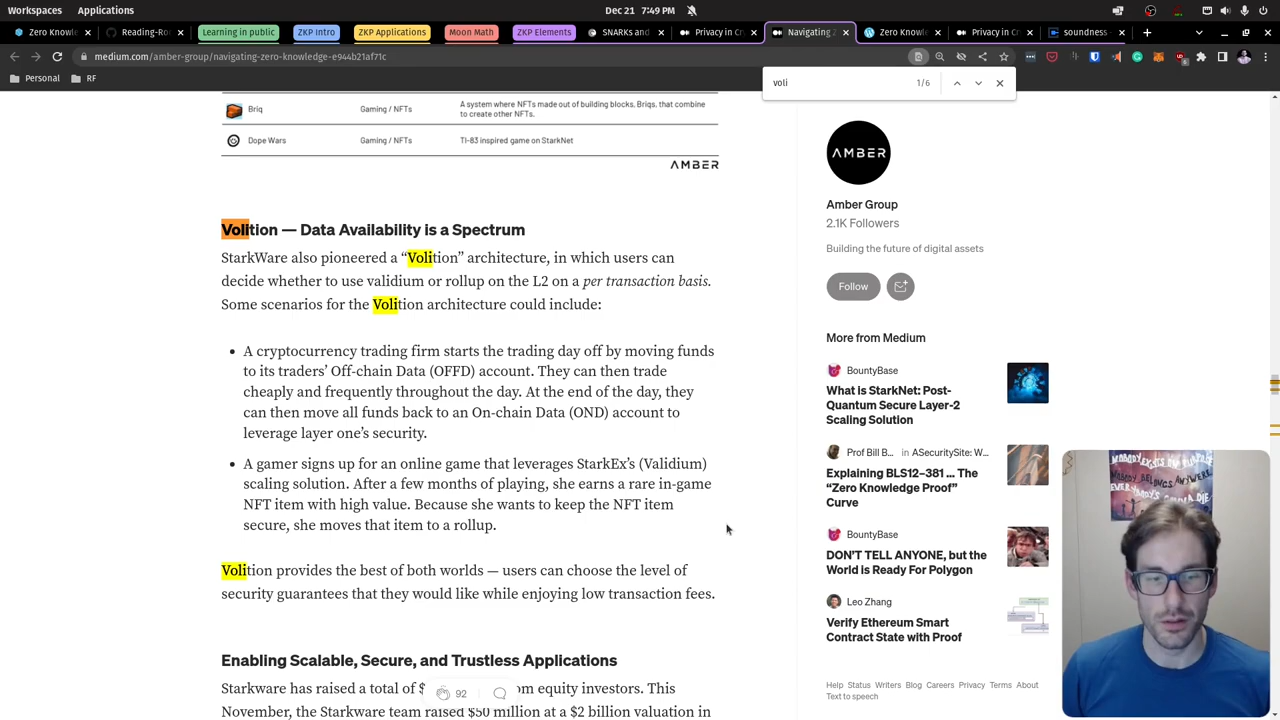 Workspaces Applications Dec 21 7:49 PM
Zero Knowle Reading-Ro Learning in public ZKP Intro ZKP Applications Moon Math ZKP Elements SNARKs and Privacy in Cr Navigating Zero Knowl Privacy in Cr soundness
medium.com/amber-group/navigating-zero-knowledge-e944b21af71c
Personal RF
voli 1/6
Briq Gaming / NFTs A system where NFTs made out of building blocks, Briqs, that combine
to create other NFTs.
Dope Wars Gaming / NFTs TI-83 inspired game on StarkNet
AMBER
Volition — Data Availability is a Spectrum
StarkWare also pioneered a “Volition” architecture, in which users can
decide whether to use validium or rollup on the L2 on a per transaction basis.
Some scenarios for the Volition architecture could include:
• A cryptocurrency trading firm starts the trading day off by moving funds
to its traders’ Off-chain Data (OFFD) account. They can then trade
cheaply and frequently throughout the day. At the end of the day, they
can then move all funds back to an On-chain Data (OND) account to
leverage layer one’s security.
• A gamer signs up for an online game that leverages StarkEx’s (Validium)
scaling solution. After a few months of playing, she earns a rare in-game
NFT item with high value. Because she wants to keep the NFT item
secure, she moves that item to a rollup.
Volition provides the best of both worlds — users can choose the level of
security guarantees that they would like while enjoying low transaction fees.
Enabling Scalable, Secure, and Trustless Applications
Starkware has raised a total of $ om equity investors. This
November, the Starkware team raised $50 million at a $2 billion valuation in
92
AMBER
Amber Group
2.1K Followers
Building the future of digital assets
Follow
More from Medium
BountyBase
What is StarkNet: Post-
Quantum Secure Layer-2
Scaling Solution
Prof Bill B... in ASecuritySite: W...
Explaining BLS12–381 ... The
“Zero Knowledge Proof”
Curve
BountyBase
DON’T TELL ANYONE, but the
World is Ready For Polygon
Leo Zhang
Verify Ethereum Smart
Contract State with Proof
Help Status Writers Blog Careers Privacy Terms About
Text to speech